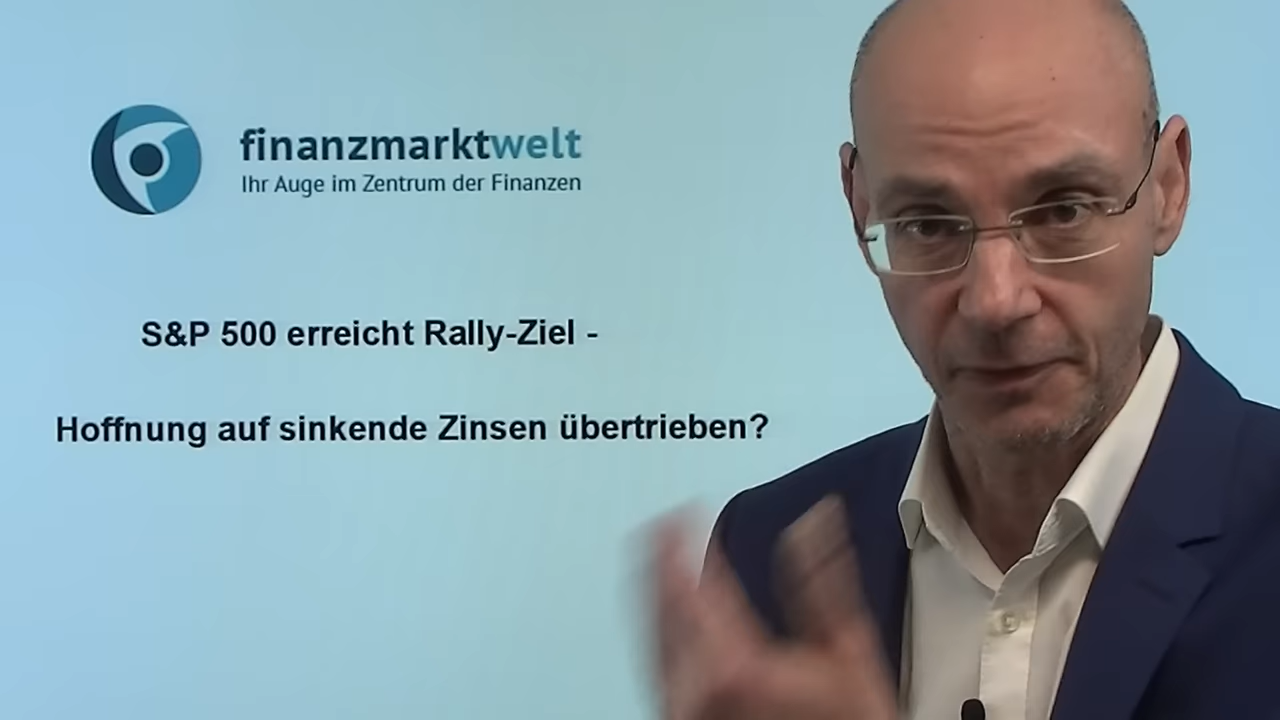 finanzmarktwelt
Ihr Auge im Zentrum der Finanzen
S&P 500 erreicht Rally-Ziel -
Hoffnung auf sinkende Zinsen übertrieben?